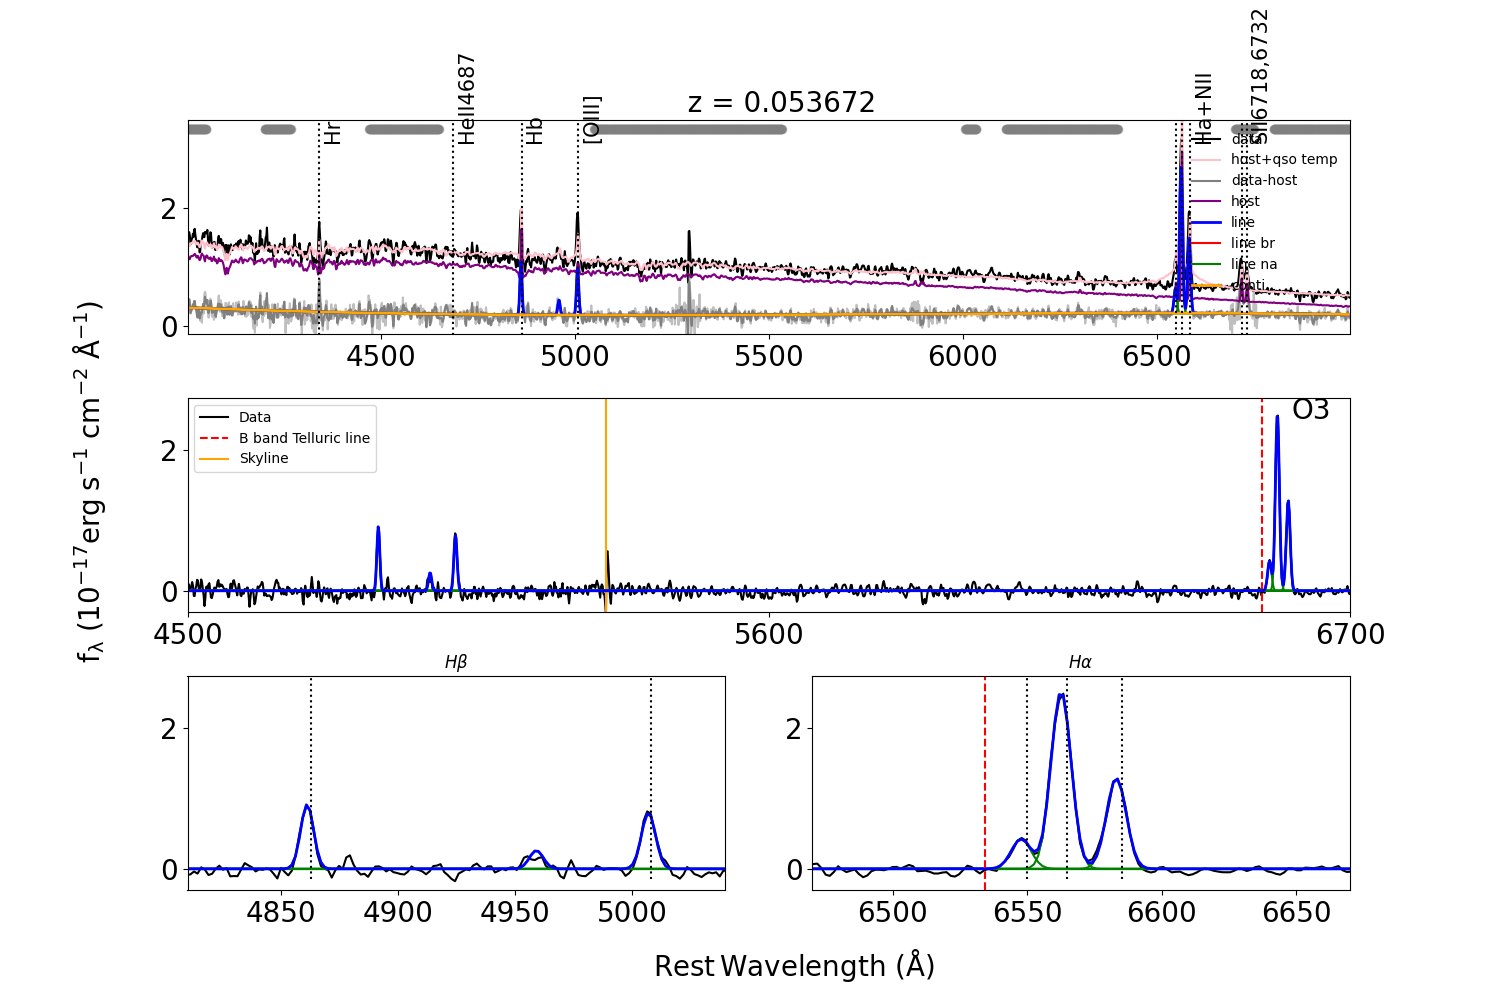 z = 0.053672
Hr
HeII4687
Hb
[OIII]
Ha+NII
SII6718,6732
data
host+qso temp
data-host
host
line
line br
line na
conti
2
0
4500
5000
5500
6000
6500
f_λ (10⁻¹⁷erg s⁻¹ cm⁻² Å⁻¹)
Data
B band Telluric line
Skyline
O3
2
0
4500
5600
6700
Hβ
2
0
4850
4900
4950
5000
Hα
2
0
6500
6550
6600
6650
Rest Wavelength (Å)